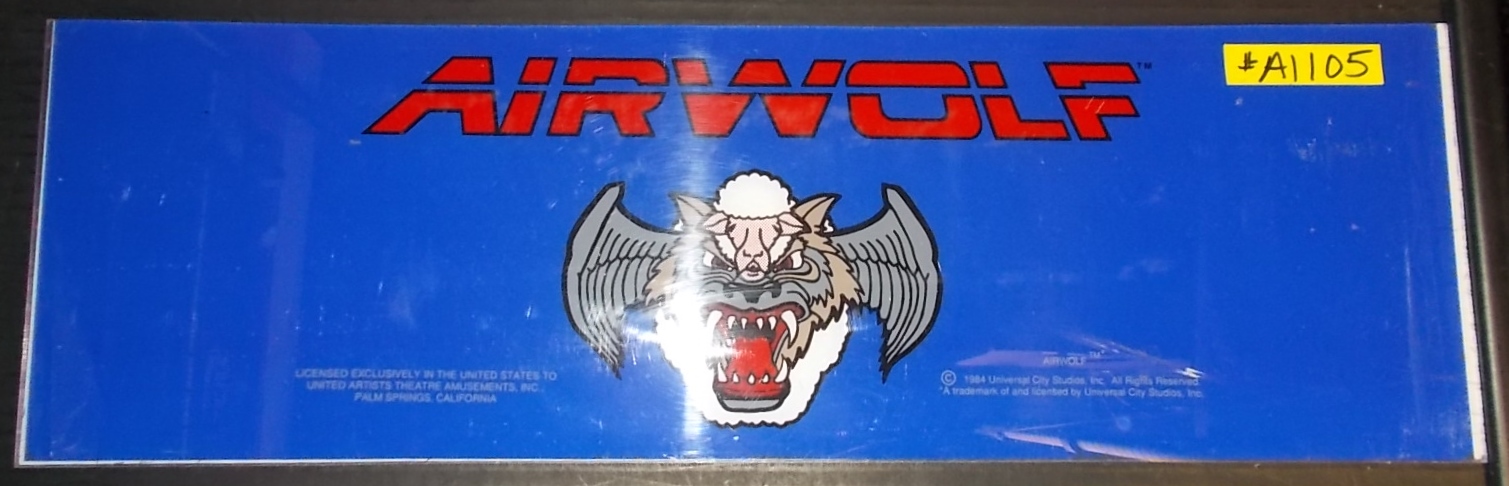 AIRWOLF™
#A1105
LICENSED EXCLUSIVELY IN THE UNITED STATES TO
UNITED ARTISTS THEATRE AMUSEMENTS, INC.
PALM SPRINGS, CALIFORNIA
AIRWOLF™
© 1984 Universal City Studios, Inc. All Rights Reserved.
A trademark of and licensed by Universal City Studios, Inc.